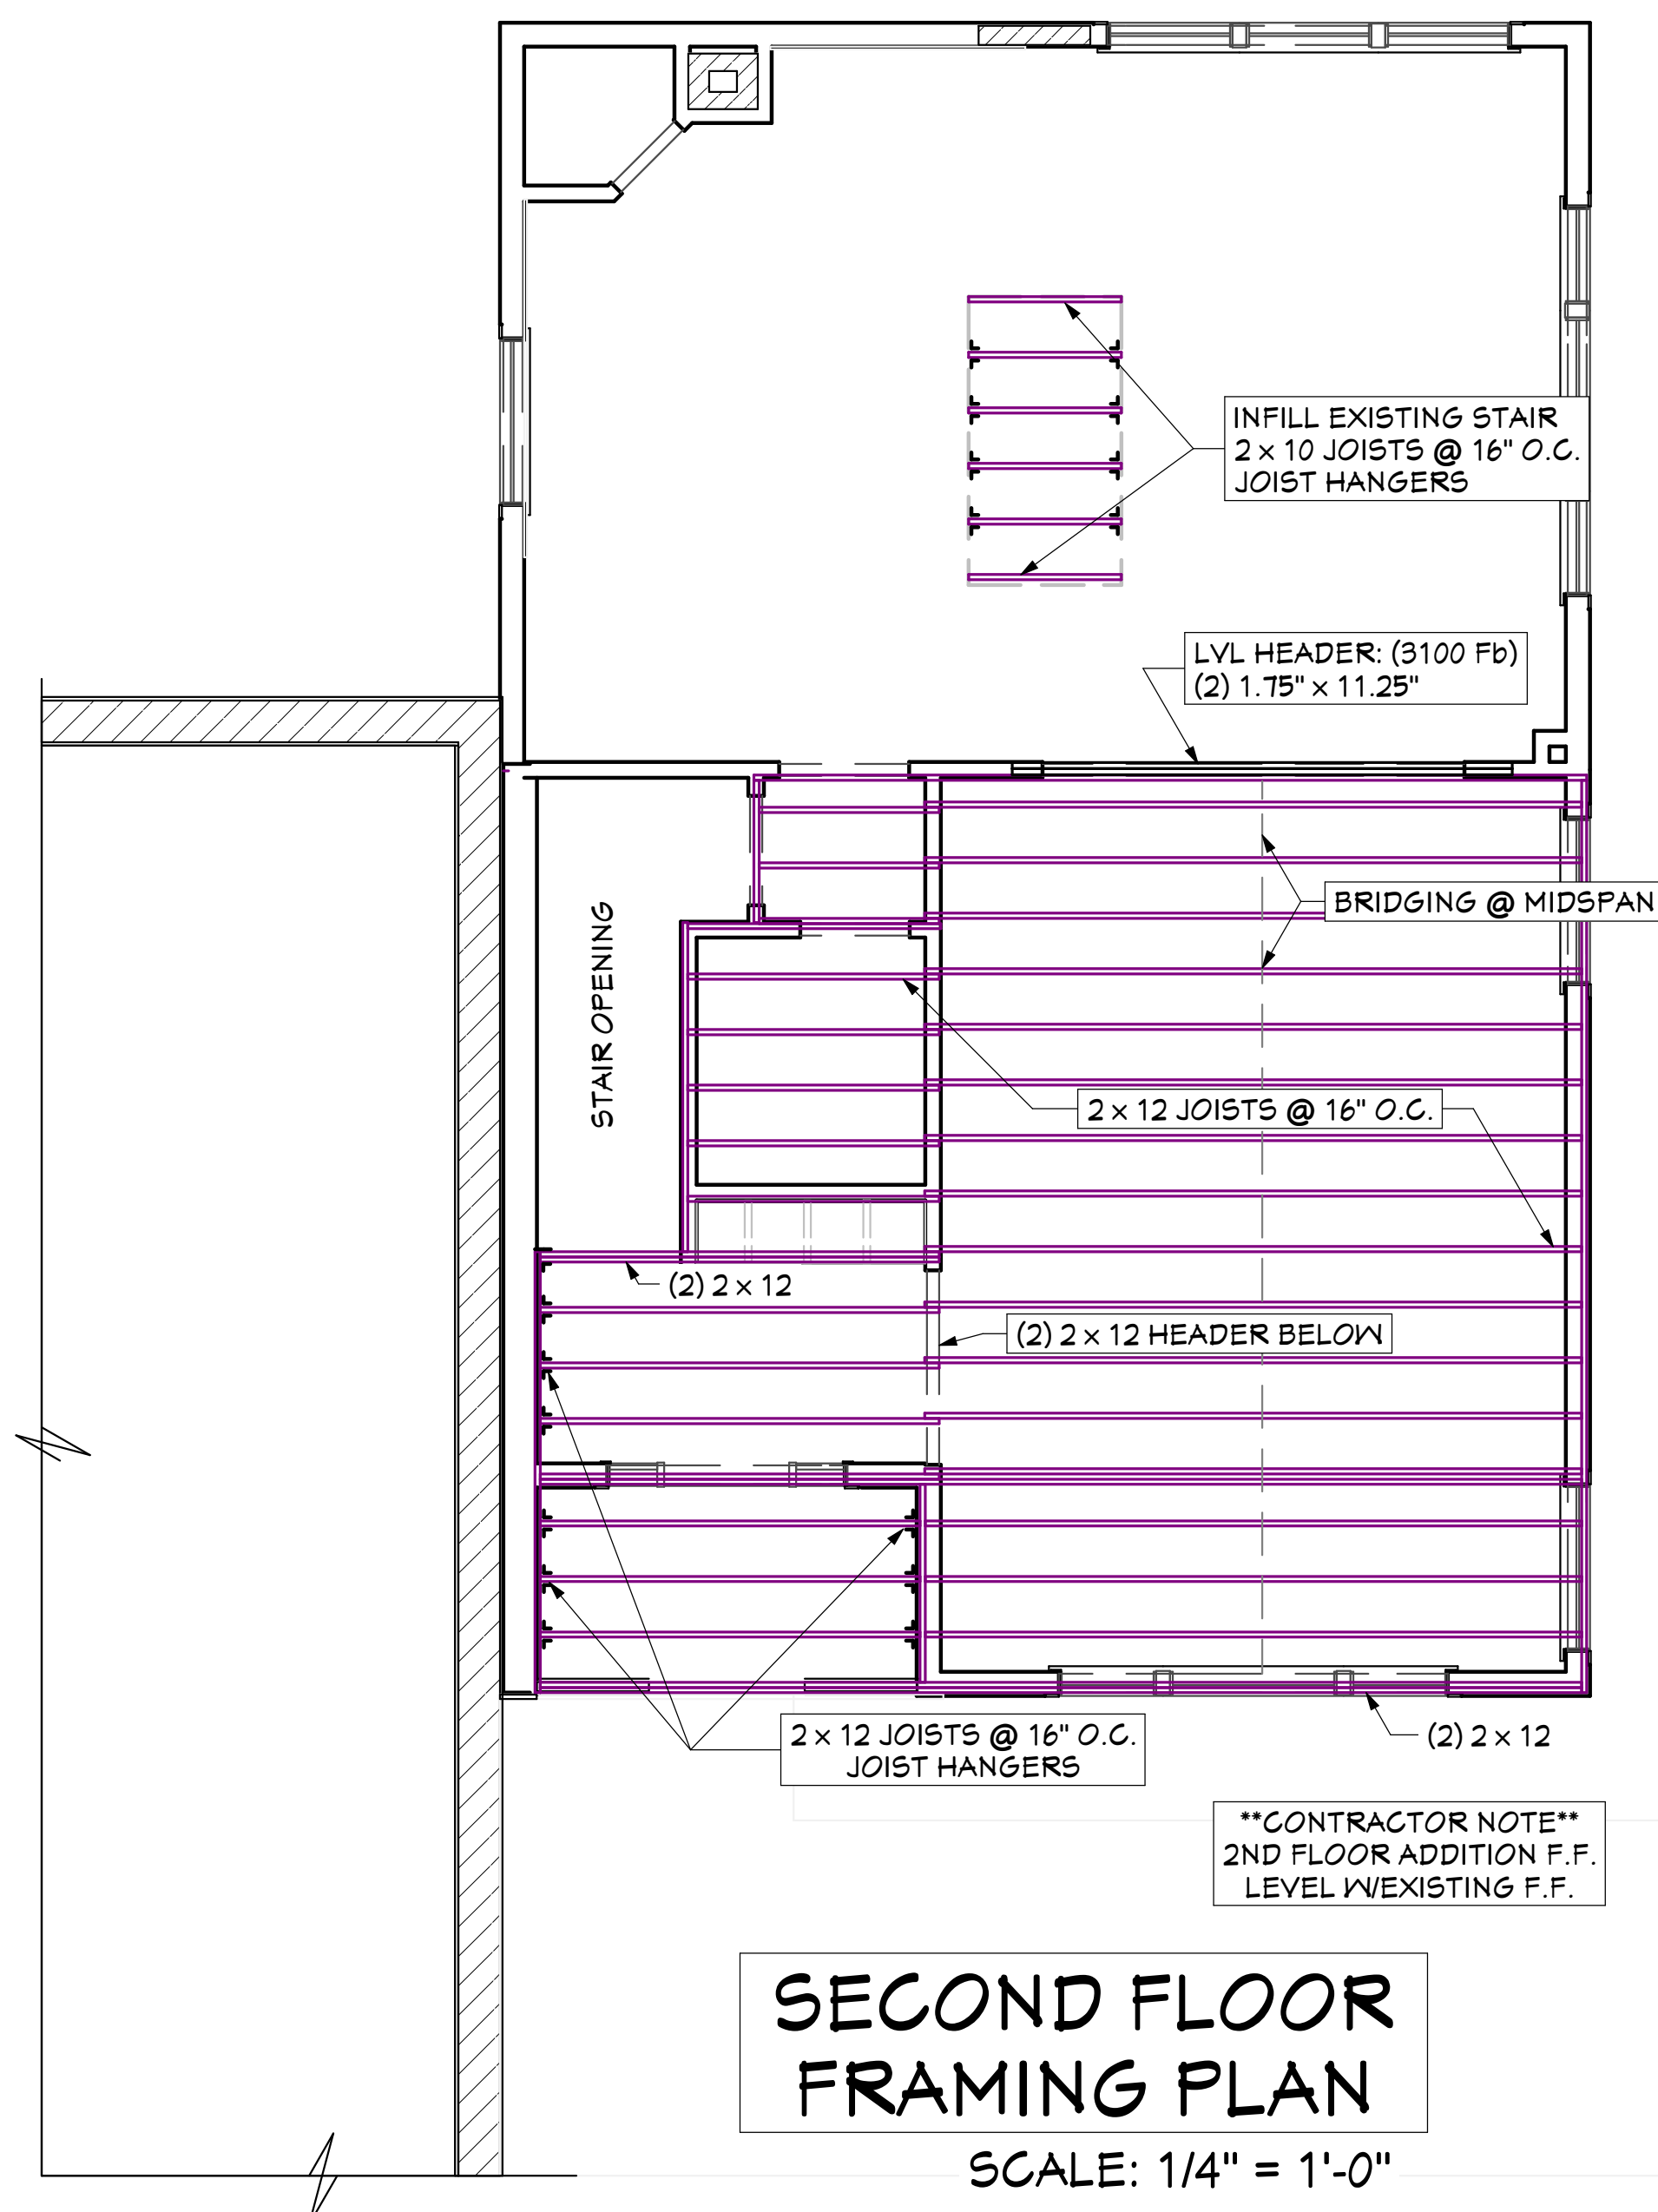 INFILL EXISTING STAIR
2 x 10 JOISTS @ 16" O.C.
JOIST HANGERS
LVL HEADER: (3100 Fb)
(2) 1.75" x 11.25"
BRIDGING @ MIDSPAN
STAIR OPENING
2 x 12 JOISTS @ 16" O.C.
(2) 2 x 12
(2) 2 x 12 HEADER BELOW
2 x 12 JOISTS @ 16" O.C.
JOIST HANGERS
(2) 2 x 12
**CONTRACTOR NOTE**
2ND FLOOR ADDITION F.F.
LEVEL W/EXISTING F.F.
SECOND FLOOR
FRAMING PLAN
SCALE: 1/4" = 1'-0"